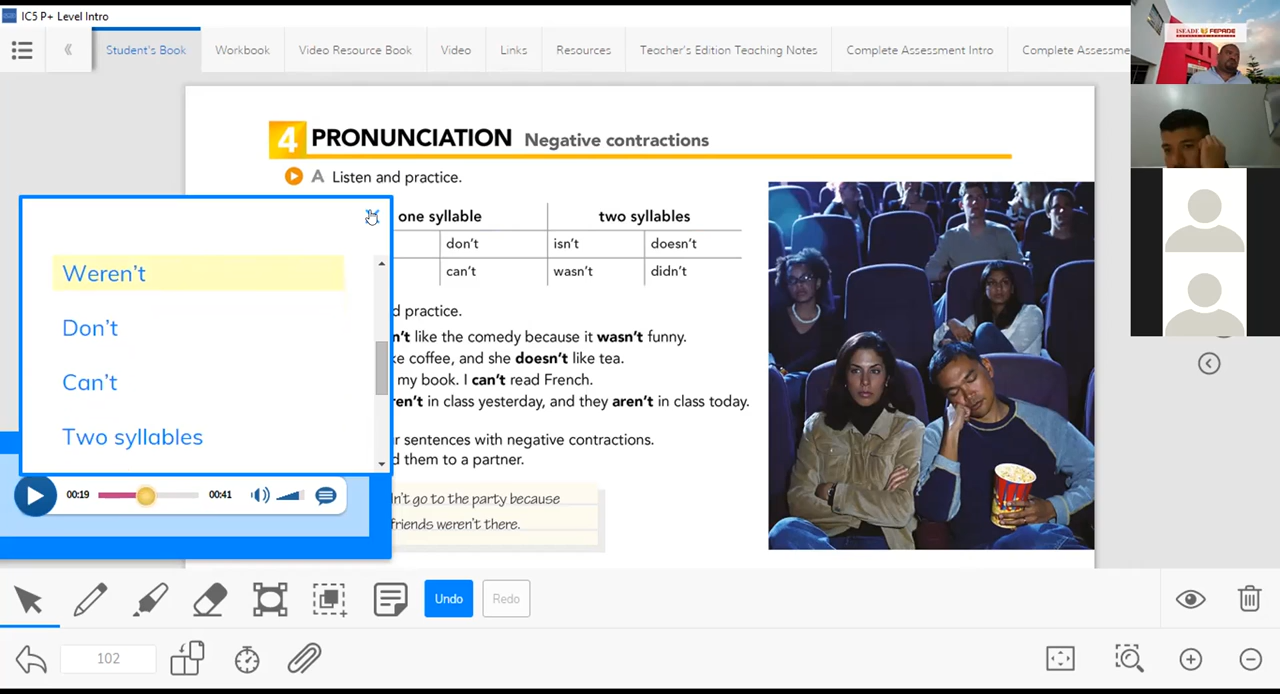 IC5 P+ Level Intro
Student's Book
Workbook
Video Resource Book
Video
Links
Resources
Teacher's Edition Teaching Notes
Complete Assessment Intro
Complete Assessme
ISEADE FEPADE
4 PRONUNCIATION Negative contractions
A Listen and practice.
one syllable two syllables
don't isn't doesn't
can't wasn't didn't
Weren't
Don't
Can't
Two syllables
d practice.
n't like the comedy because it wasn't funny.
ke coffee, and she doesn't like tea.
my book. I can't read French.
ren't in class yesterday, and they aren't in class today.
r sentences with negative contractions.
d them to a partner.
n't go to the party because
friends weren't there.
00:19
00:41
Undo
Redo
102